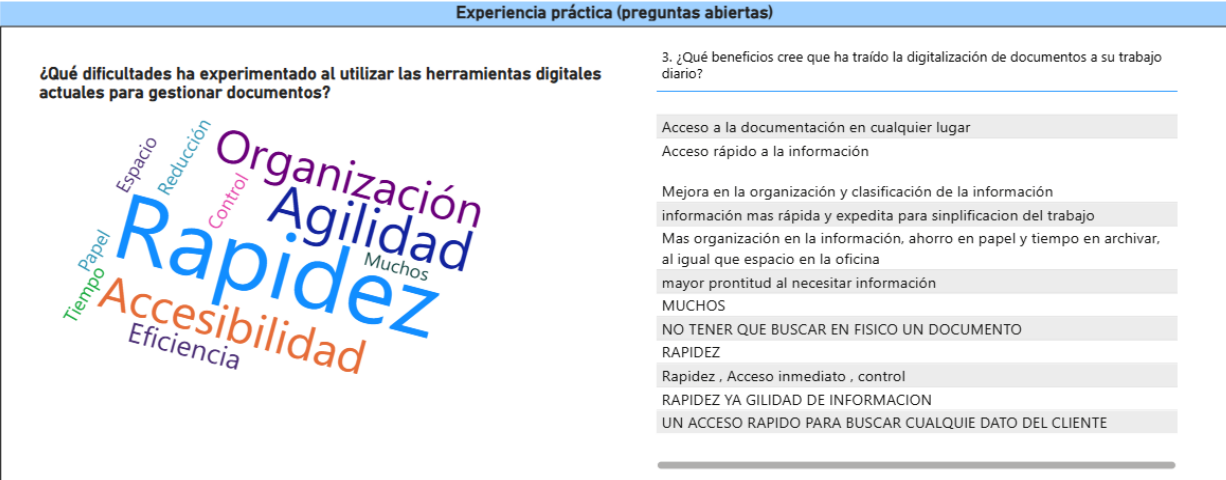 Experiencia práctica (preguntas abiertas)
¿Qué dificultades ha experimentado al utilizar las herramientas digitales
actuales para gestionar documentos?
Espacio
Reducción
Organización
Control
Agilidad
Rapidez
Muchos
Papel
Tiempo
Accesibilidad
Eficiencia
3. ¿Qué beneficios cree que ha traído la digitalización de documentos a su trabajo
diario?
Acceso a la documentación en cualquier lugar
Acceso rápido a la información
Mejora en la organización y clasificación de la información
información mas rápida y expedita para sinplificacion del trabajo
Mas organización en la información, ahorro en papel y tiempo en archivar,
al igual que espacio en la oficina
mayor prontitud al necesitar información
MUCHOS
NO TENER QUE BUSCAR EN FISICO UN DOCUMENTO
RAPIDEZ
Rapidez , Acceso inmediato , control
RAPIDEZ YA GILIDAD DE INFORMACION
UN ACCESO RAPIDO PARA BUSCAR CUALQUIE DATO DEL CLIENTE